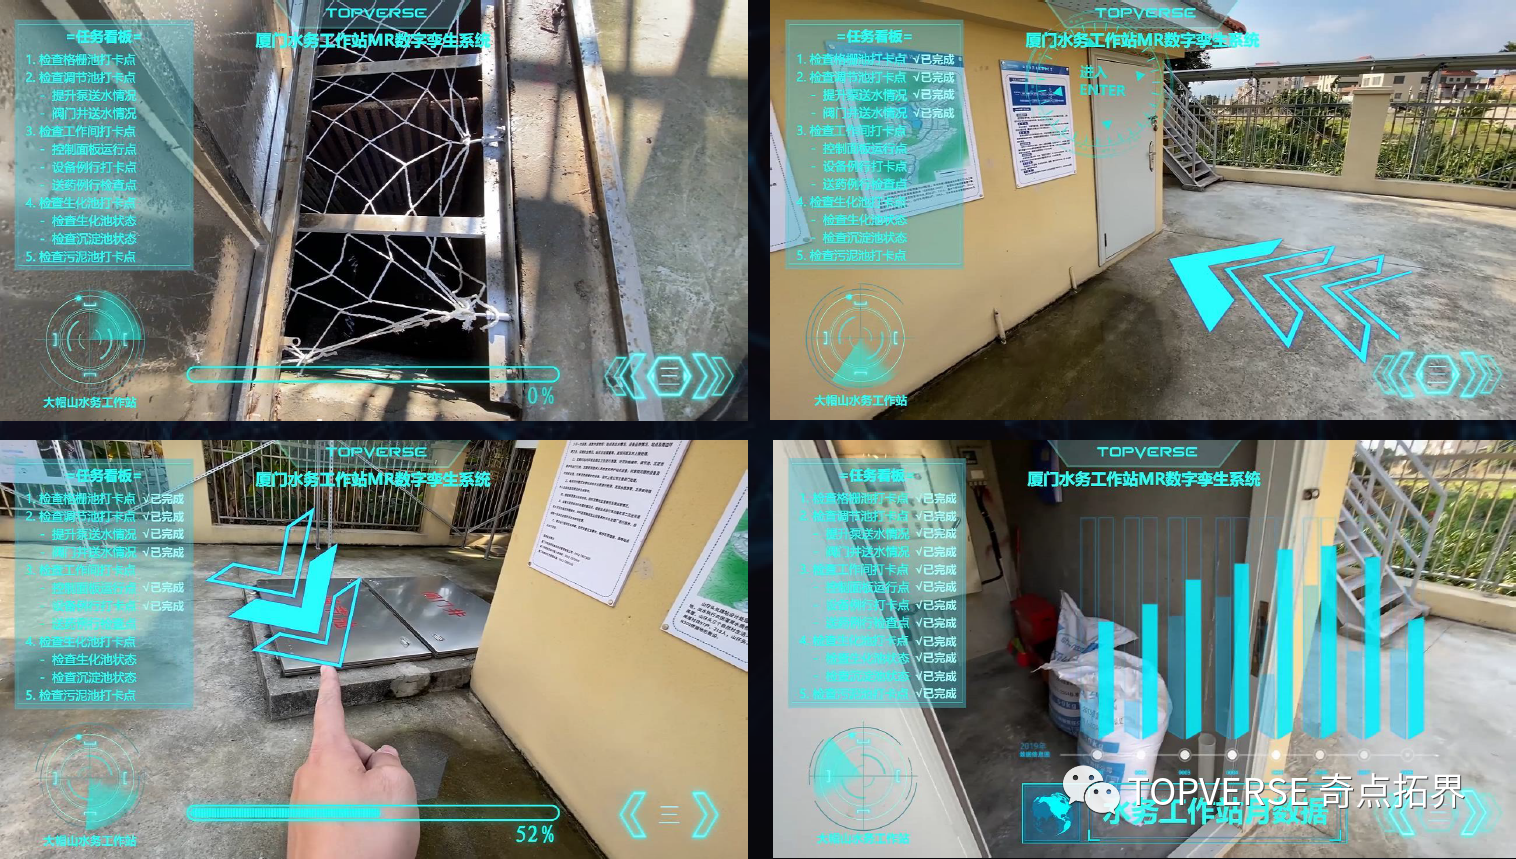 TOPVERSE
厦门水务工作站MR数字孪生系统
=任务看板=
1. 检查格栅池打卡点
2. 检查调节池打卡点
- 提升泵送水情况
- 阀门井送水情况
3. 检查工作间打卡点
- 控制面板运行点
- 设备例行打卡点
- 送药例行检查点
4. 检查生化池打卡点
- 检查生化池状态
- 检查沉淀池状态
5. 检查污泥池打卡点
0%
大帽山水务工作站
TOPVERSE
厦门水务工作站MR数字孪生系统
=任务看板=
1. 检查格栅池打卡点 √已完成
2. 检查调节池打卡点 √已完成
- 提升泵送水情况 √已完成
- 阀门井送水情况 √已完成
3. 检查工作间打卡点
- 控制面板运行点
- 设备例行打卡点
- 送药例行检查点
4. 检查生化池打卡点
- 检查生化池状态
- 检查沉淀池状态
5. 检查污泥池打卡点
进入
ENTER
大帽山水务工作站
TOPVERSE
厦门水务工作站MR数字孪生系统
=任务看板=
1. 检查格栅池打卡点 √已完成
2. 检查调节池打卡点 √已完成
- 提升泵送水情况 √已完成
- 阀门井送水情况 √已完成
3. 检查工作间打卡点
- 控制面板运行点 √已完成
- 设备例行打卡点 √已完成
- 送药例行检查点
4. 检查生化池打卡点
- 检查生化池状态
- 检查沉淀池状态
5. 检查污泥池打卡点
52%
大帽山水务工作站
TOPVERSE
厦门水务工作站MR数字孪生系统
=任务看板=
1. 检查格栅池打卡点 √已完成
2. 检查调节池打卡点 √已完成
- 提升泵送水情况 √已完成
- 阀门井送水情况 √已完成
3. 检查工作间打卡点 √已完成
- 控制面板运行点 √已完成
- 设备例行打卡点 √已完成
- 送药例行检查点 √已完成
4. 检查生化池打卡点 √已完成
- 检查生化池状态 √已完成
- 检查沉淀池状态 √已完成
5. 检查污泥池打卡点 √已完成
2019年
水务工作站月数据
大帽山水务工作站
TOPVERSE 奇点拓界